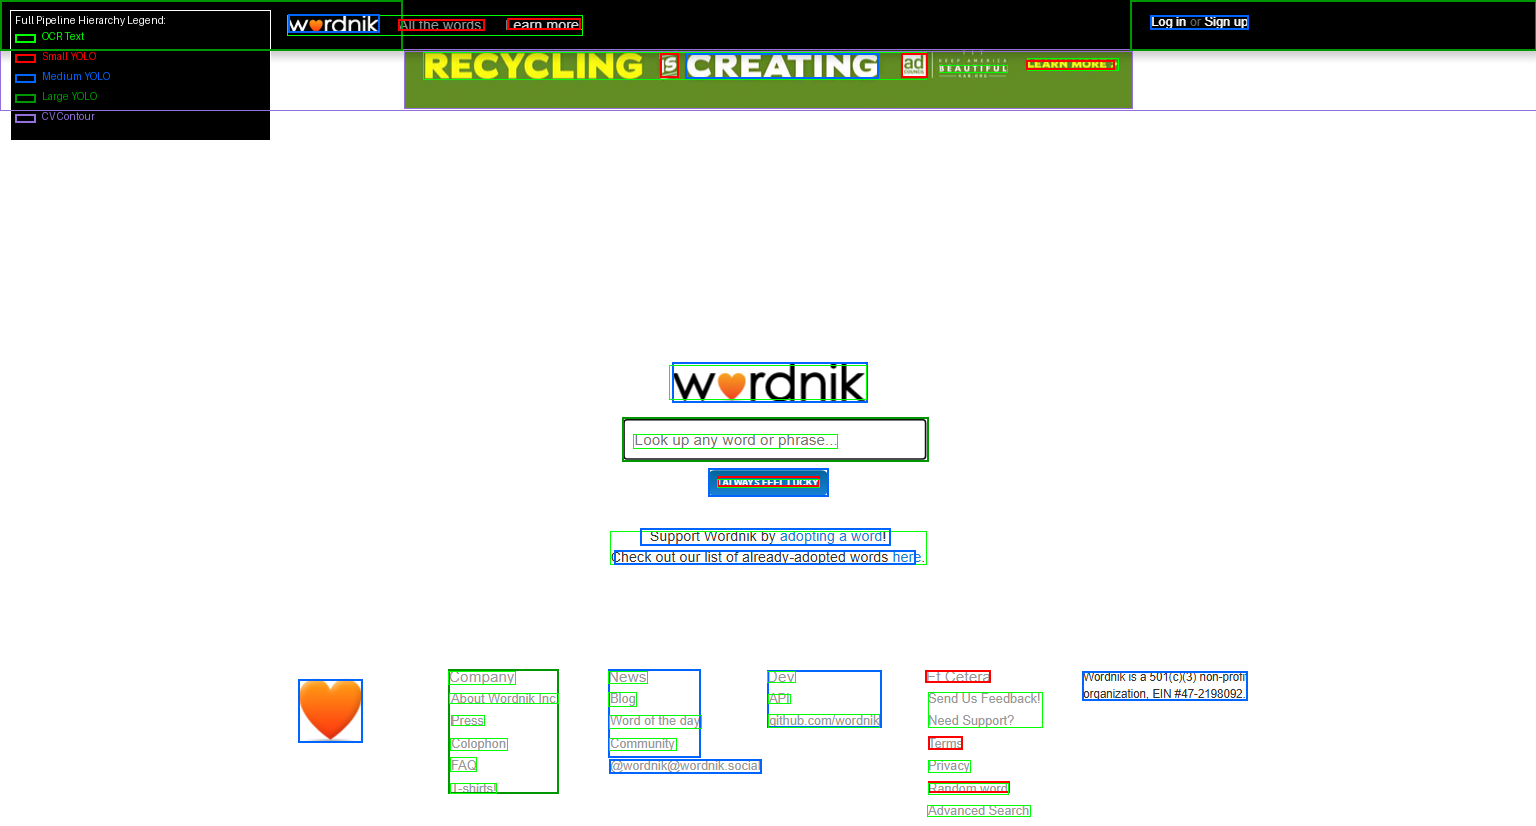 Full Pipeline Hierarchy Legend:
OCR Text
Small YOLO
Medium YOLO
Large YOLO
CV Contour
wordnik All the words Learn more
Log in or Sign up
RECYCLING IS CREATING ad COUNCIL KEEP AMERICA BEAUTIFUL LEARN MORE
wordnik
Look up any word or phrase...
I ALWAYS FEEL LUCKY
Support Wordnik by adopting a word!
Check out our list of already-adopted words here.
Company
About Wordnik Inc.
Press
Colophon
FAQ
T-shirts!
News
Blog
Word of the day
Community
@wordnik@wordnik.social
Dev
API
github.com/wordnik
Et Cetera
Send Us Feedback!
Need Support?
Terms
Privacy
Random word
Advanced Search
Wordnik is a 501(c)(3) non-profit
organization, EIN #47-2198092.